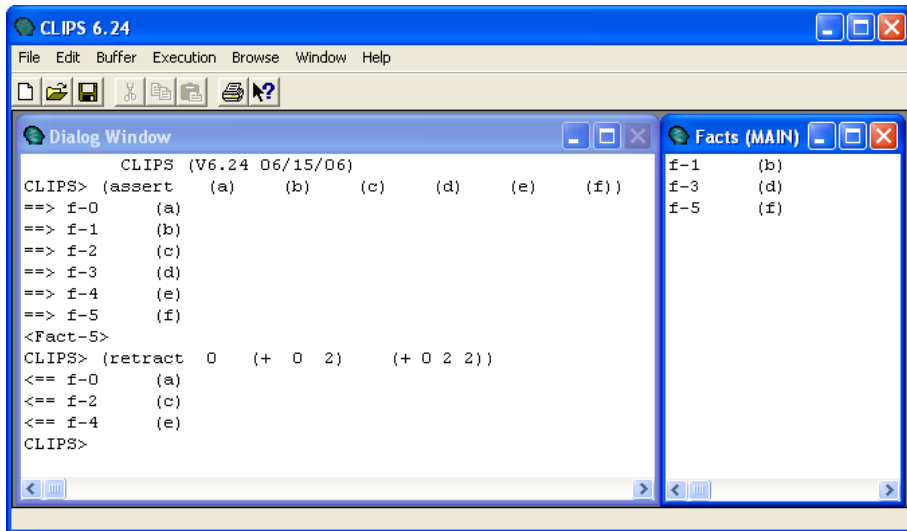 CLIPS 6.24
File Edit Buffer Execution Browse Window Help
Dialog Window
CLIPS (V6.24 06/15/06)
CLIPS> (assert (a) (b) (c) (d) (e) (f))
==> f-0 (a)
==> f-1 (b)
==> f-2 (c)
==> f-3 (d)
==> f-4 (e)
==> f-5 (f)
<Fact-5>
CLIPS> (retract 0 (+ 0 2) (+ 0 2 2))
<== f-0 (a)
<== f-2 (c)
<== f-4 (e)
CLIPS>
Facts (MAIN)
f-1 (b)
f-3 (d)
f-5 (f)